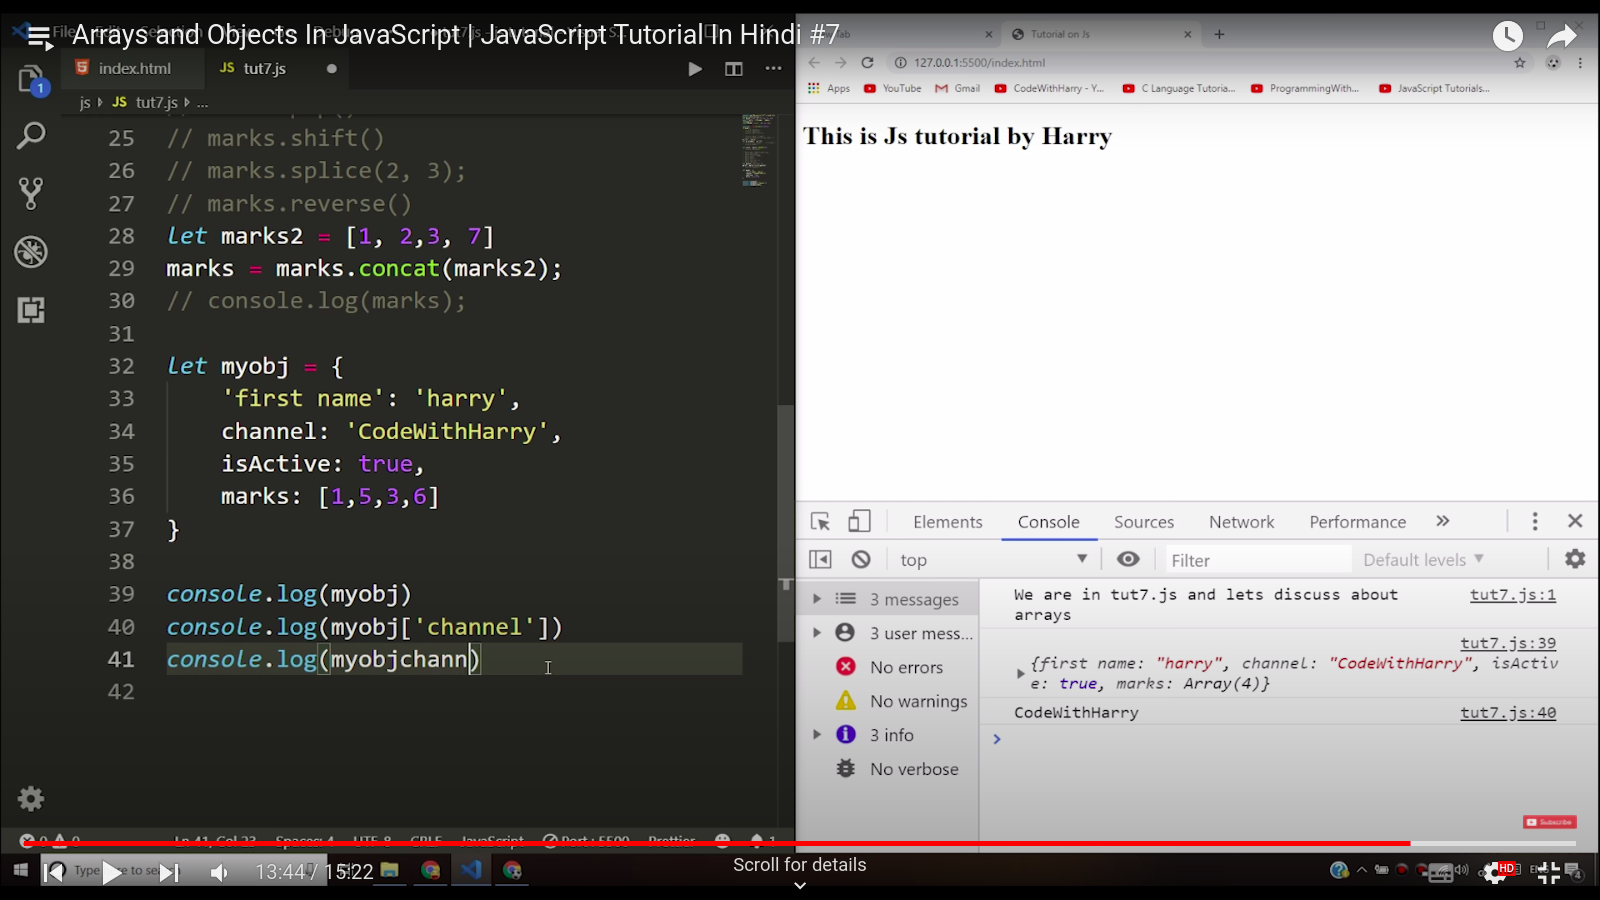 Arrays and Objects In JavaScript | JavaScript Tutorial In Hindi #7
index.html
JS tut7.js
js
JS tut7.js
...
1
25 // marks.shift()
26 // marks.splice(2, 3);
27 // marks.reverse()
28 let marks2 = [1, 2,3, 7]
29 marks = marks.concat(marks2);
30 // console.log(marks);
31
32 let myobj = {
33 'first name': 'harry',
34 channel: 'CodeWithHarry',
35 isActive: true,
36 marks: [1,5,3,6]
37 }
38
39 console.log(myobj)
40 console.log(myobj['channel'])
41 console.log(myobjchann)
42
Tutorial on Js
127.0.0.1:5500/index.html
Apps YouTube Gmail CodeWithHarry - Y... C Language Tutoria... ProgrammingWith... JavaScript Tutorials...
This is Js tutorial by Harry
Elements Console Sources Network Performance
top Filter Default levels
3 messages
3 user mess...
No errors
No warnings
3 info
No verbose
We are in tut7.js and lets discuss about tut7.js:1
arrays
tut7.js:39
{first name: "harry", channel: "CodeWithHarry", isActiv
e: true, marks: Array(4)}
CodeWithHarry tut7.js:40
Subscribe
Ln 41, Col 23 Spaces: 4 UTF-8 CRLF JavaScript Port : 5500 Prettier
13:44 / 15:22
Scroll for details
HD